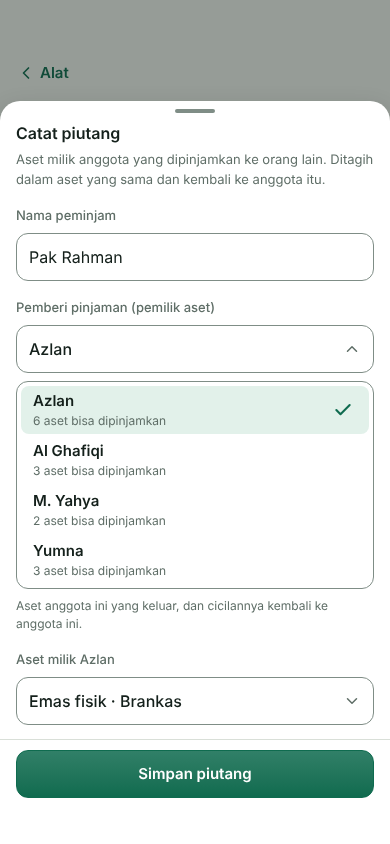 Alat
Catat piutang
Aset milik anggota yang dipinjamkan ke orang lain. Ditagih
dalam aset yang sama dan kembali ke anggota itu.
Nama peminjam
Pak Rahman
Pemberi pinjaman (pemilik aset)
Azlan
Azlan
6 aset bisa dipinjamkan
Al Ghafiqi
3 aset bisa dipinjamkan
M. Yahya
2 aset bisa dipinjamkan
Yumna
3 aset bisa dipinjamkan
Aset anggota ini yang keluar, dan cicilannya kembali ke
anggota ini.
Aset milik Azlan
Emas fisik · Brankas
Simpan piutang